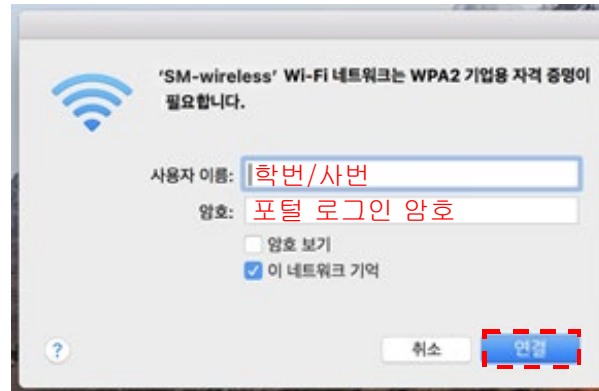 'SM-wireless' Wi-Fi 네트워크는 WPA2 기업용 자격 증명이
필요합니다.
사용자 이름: 학번/사번
암호: 포털 로그인 암호
암호 보기
이 네트워크 기억
?
취소 연결